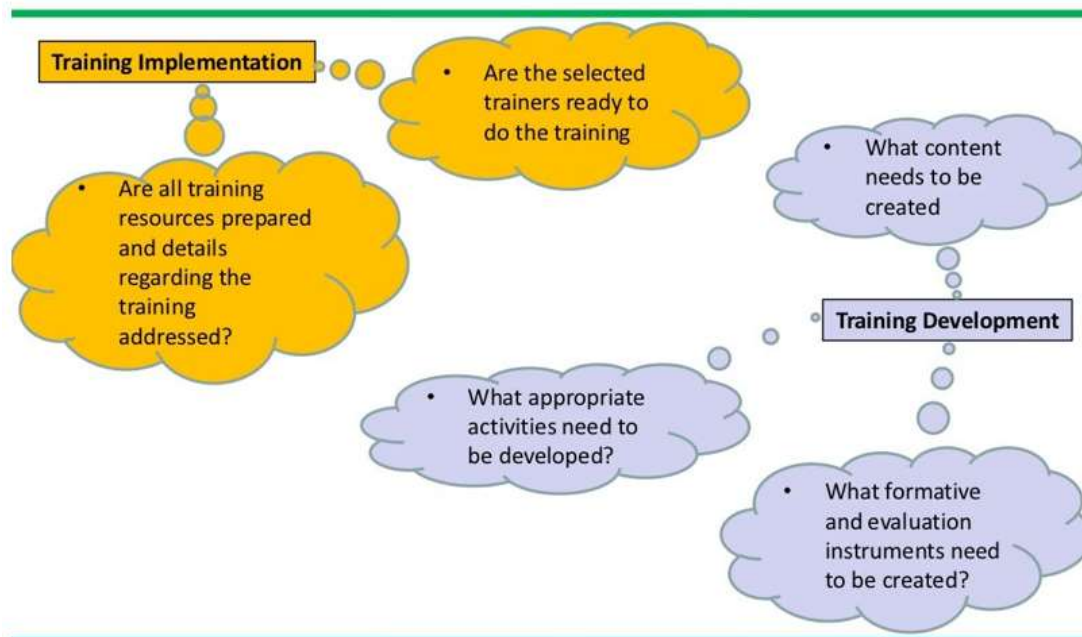 Training Implementation
• Are the selected
trainers ready to
do the training
• Are all training
resources prepared
and details
regarding the
training
addressed?
• What content
needs to be
created
Training Development
• What appropriate
activities need to
be developed?
• What formative
and evaluation
instruments need
to be created?